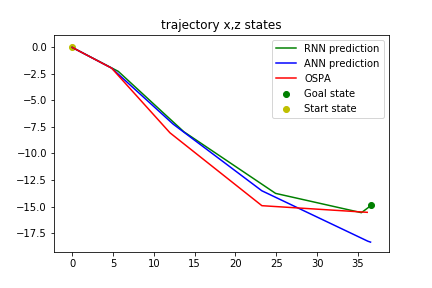 trajectory x,z states
RNN prediction
ANN prediction
OSPA
Goal state
Start state
0.0
−2.5
−5.0
−7.5
−10.0
−12.5
−15.0
−17.5
0 5 10 15 20 25 30 35